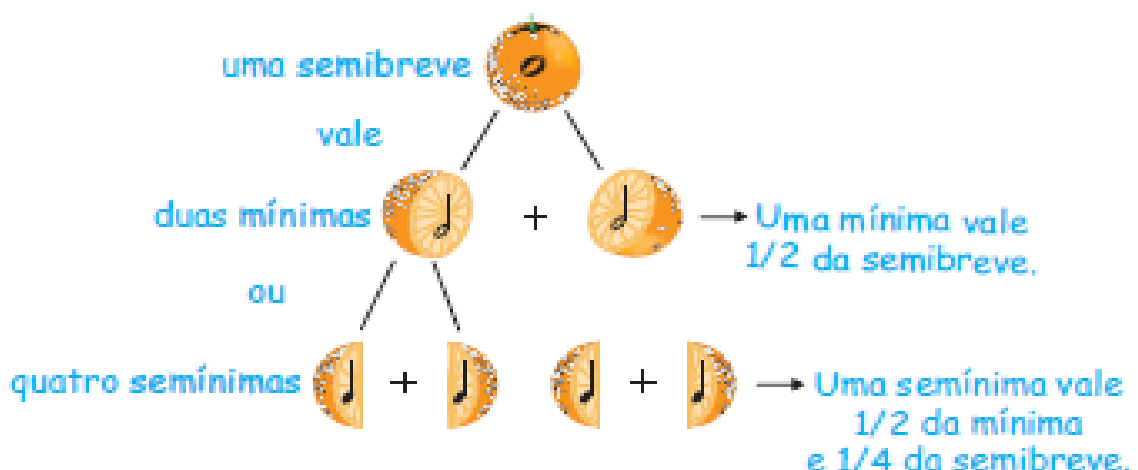 uma semibreve
vale
duas mínimas
+
Uma mínima vale
1/2 da semibreve.
ou
quatro semínimas
+
+
Uma semínima vale
1/2 da mínima
e 1/4 da semibreve.